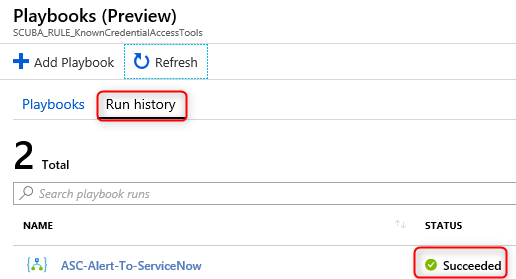 Playbooks (Preview)
SCUBA_RULE_KnownCredentialAccessTools
Add Playbook Refresh
Playbooks Run history
2 Total
Search playbook runs
NAME STATUS
ASC-Alert-To-ServiceNow Succeeded